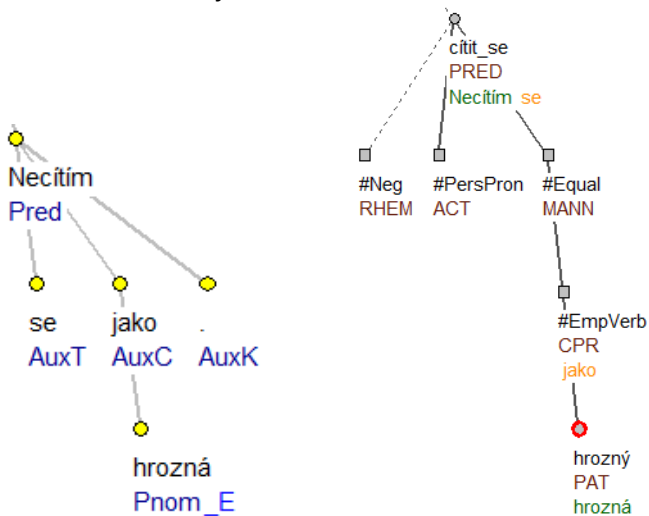 Necítím
Pred
se
AuxT
jako
AuxC
.
AuxK
hrozná
Pnom_E
cítit_se
PRED
Necítím se
#Neg
RHEM
#PersPron
ACT
#Equal
MANN
#EmpVerb
CPR
jako
hrozný
PAT
hrozná